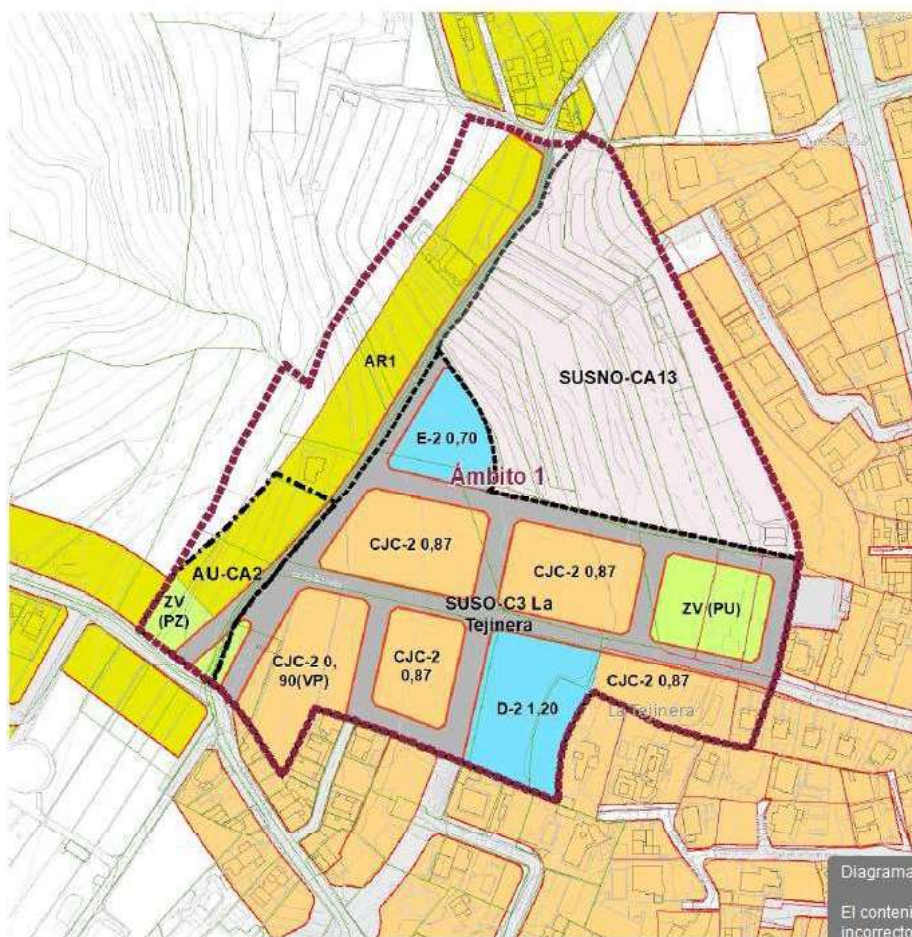 AR1
SUSNO-CA13
E-2 0,70
Ámbito 1
CJC-2 0,87
CJC-2 0,87
AU-CA2
ZV (PU)
ZV
(PZ)
SUSO-C3 La
Tejinera
CJC-2 0,
90(VP)
CJC-2
0,87
CJC-2 0,87
D-2 1,20
La Tejinera
Diagrama
El conteni
incorrecto